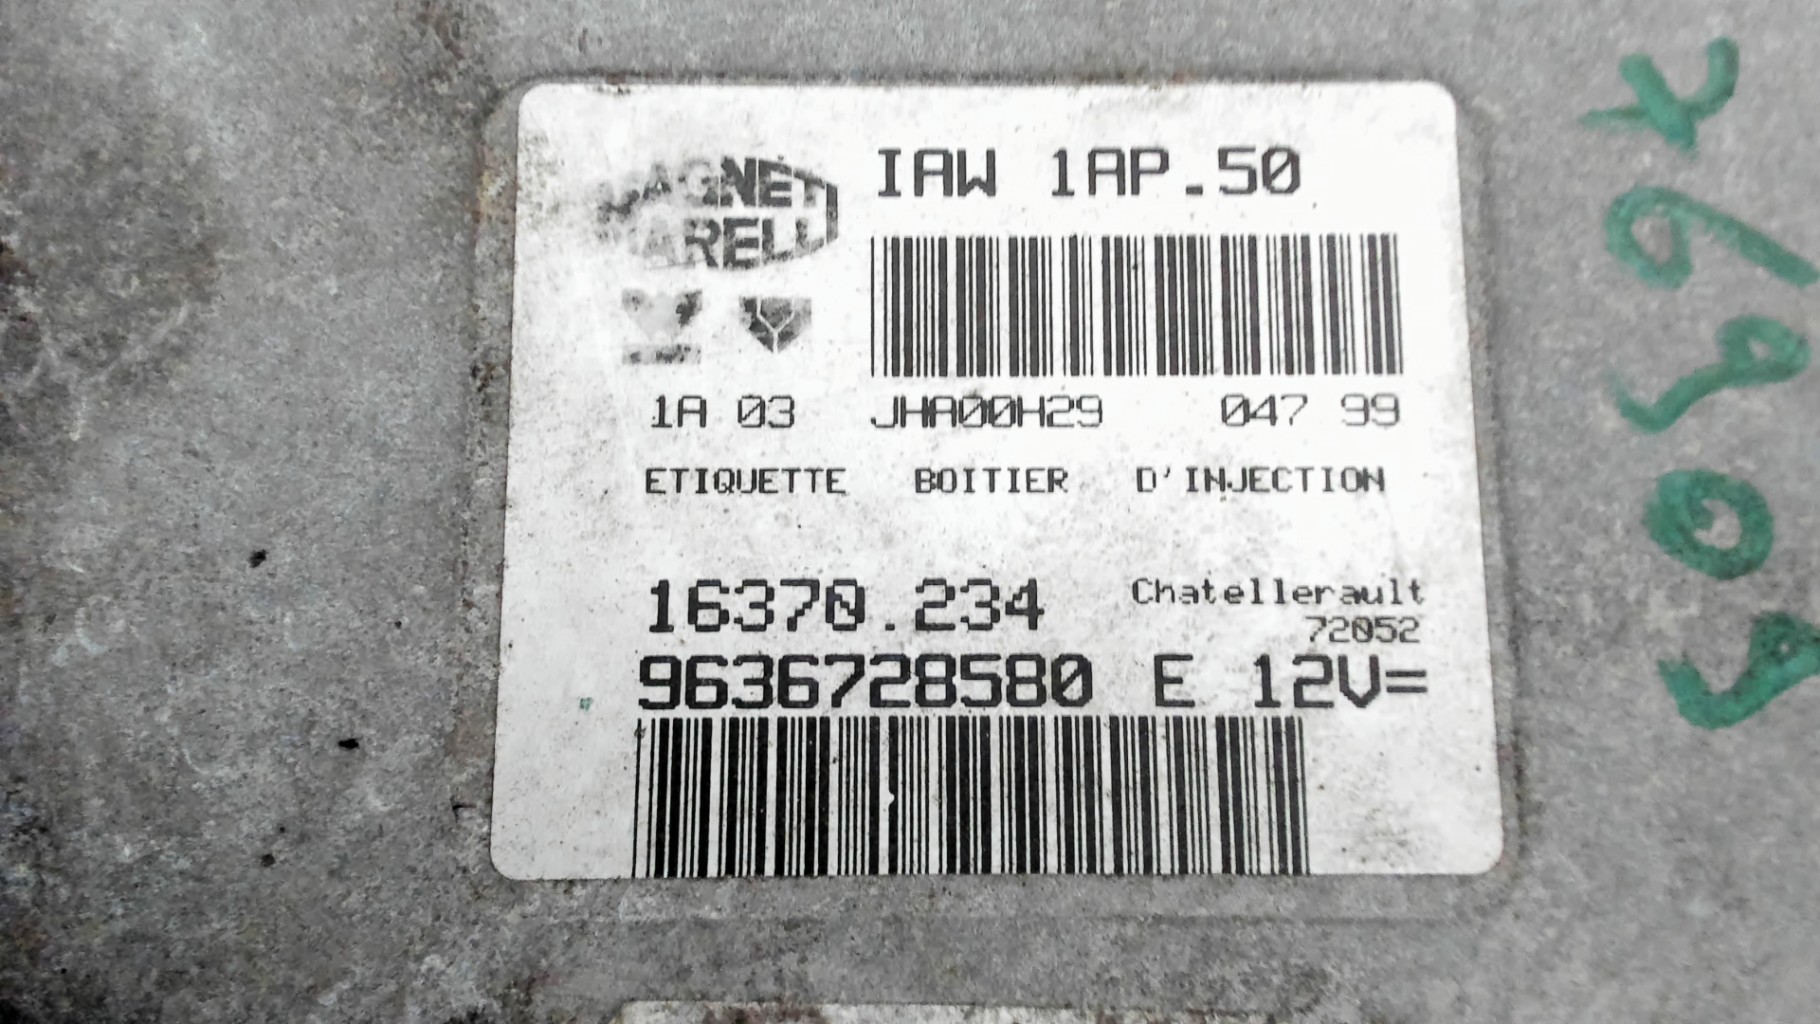 MAGNETI
MARELLI
IAW 1AP.50
1A 03 JHA00H29 047 99
ETIQUETTE BOITIER D'INJECTION
16370.234 Chatellerault
72052
9636728580 E 12V=